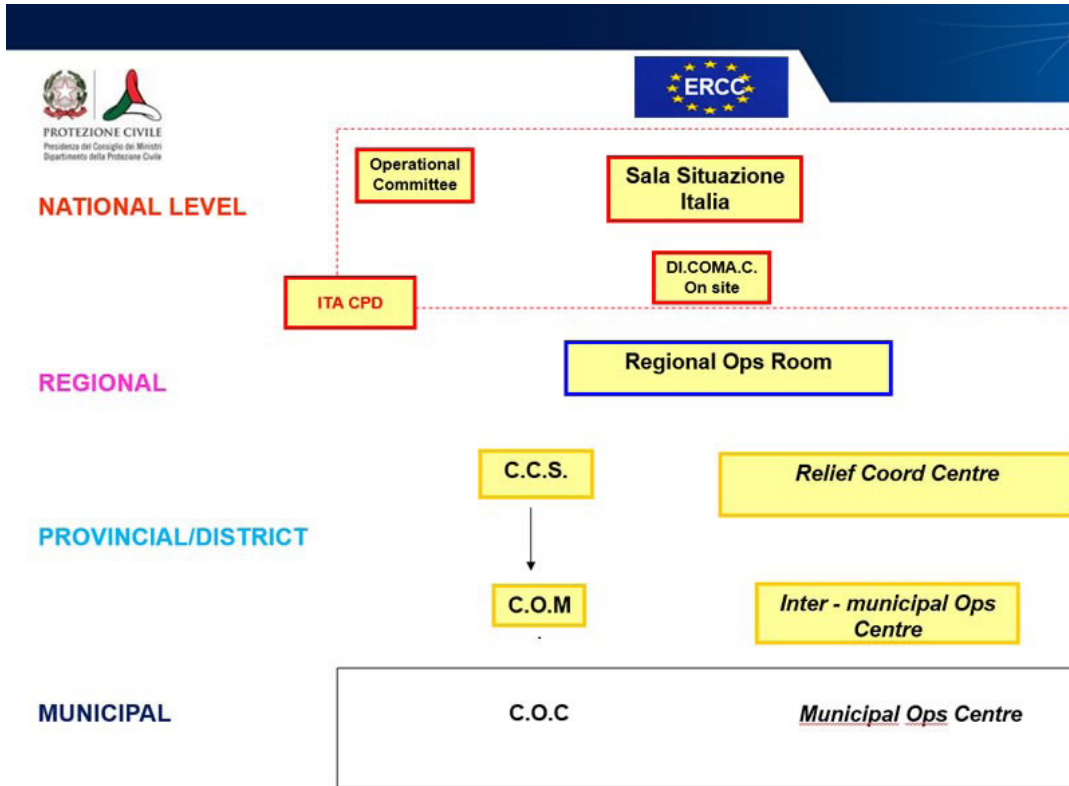 ERCC
PROTEZIONE CIVILE
Presidenza del Consiglio dei Ministri
Dipartimento della Protezione Civile
Operational
Committee
Sala Situazione
Italia
NATIONAL LEVEL
DI.COMA.C.
On site
ITA CPD
Regional Ops Room
REGIONAL
C.C.S.
Relief Coord Centre
PROVINCIAL/DISTRICT
C.O.M
Inter - municipal Ops
Centre
MUNICIPAL
C.O.C
Municipal Ops Centre